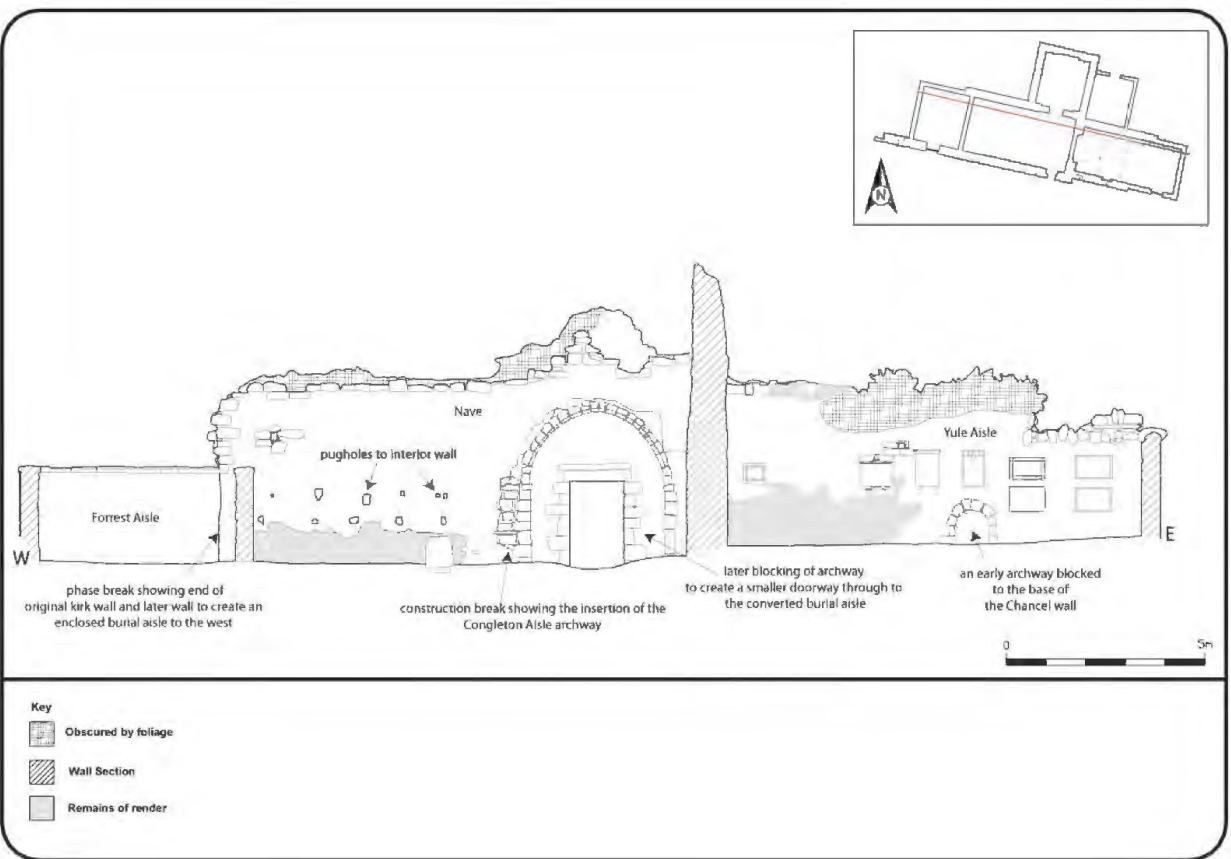 N
Nave
Yule Aisle
pugholes to interior wall
Forrest Aisle
W
E
phase break showing end of
original kirk wall and later wall to create an
enclosed burial aisle to the west
construction break showing the insertion of the
Congleton Aisle archway
later blocking of archway
to create a smaller doorway through to
the converted burial aisle
an early archway blocked
to the base of
the Chancel wall
0 5m
Key
Obscured by foliage
Wall Section
Remains of render